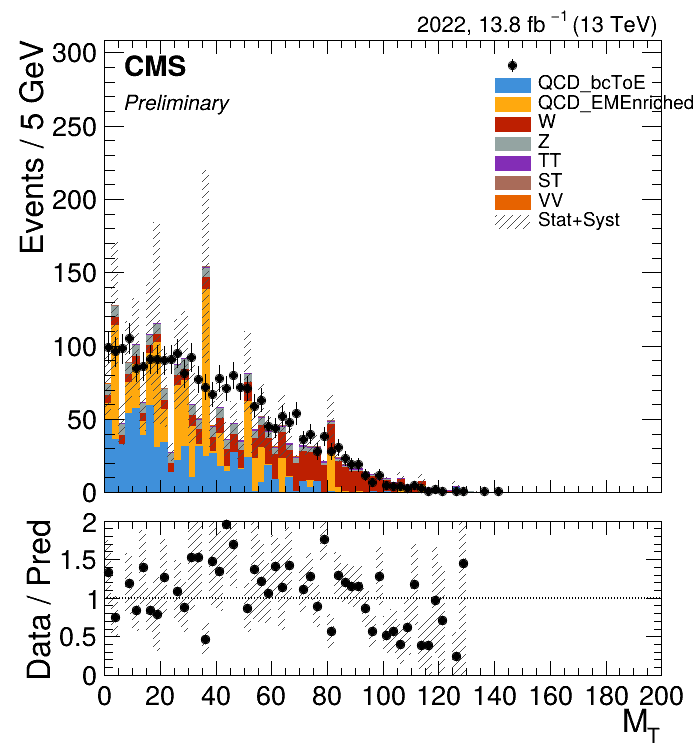 2022, 13.8 fb⁻¹ (13 TeV)
CMS
Preliminary
QCD_bcToE
QCD_EMEnriched
W
Z
TT
ST
VV
Stat+Syst
Events / 5 GeV
300
250
200
150
100
50
0
Data / Pred
2
1.5
1
0.5
0
0 20 40 60 80 100 120 140 160 180 200
M_T